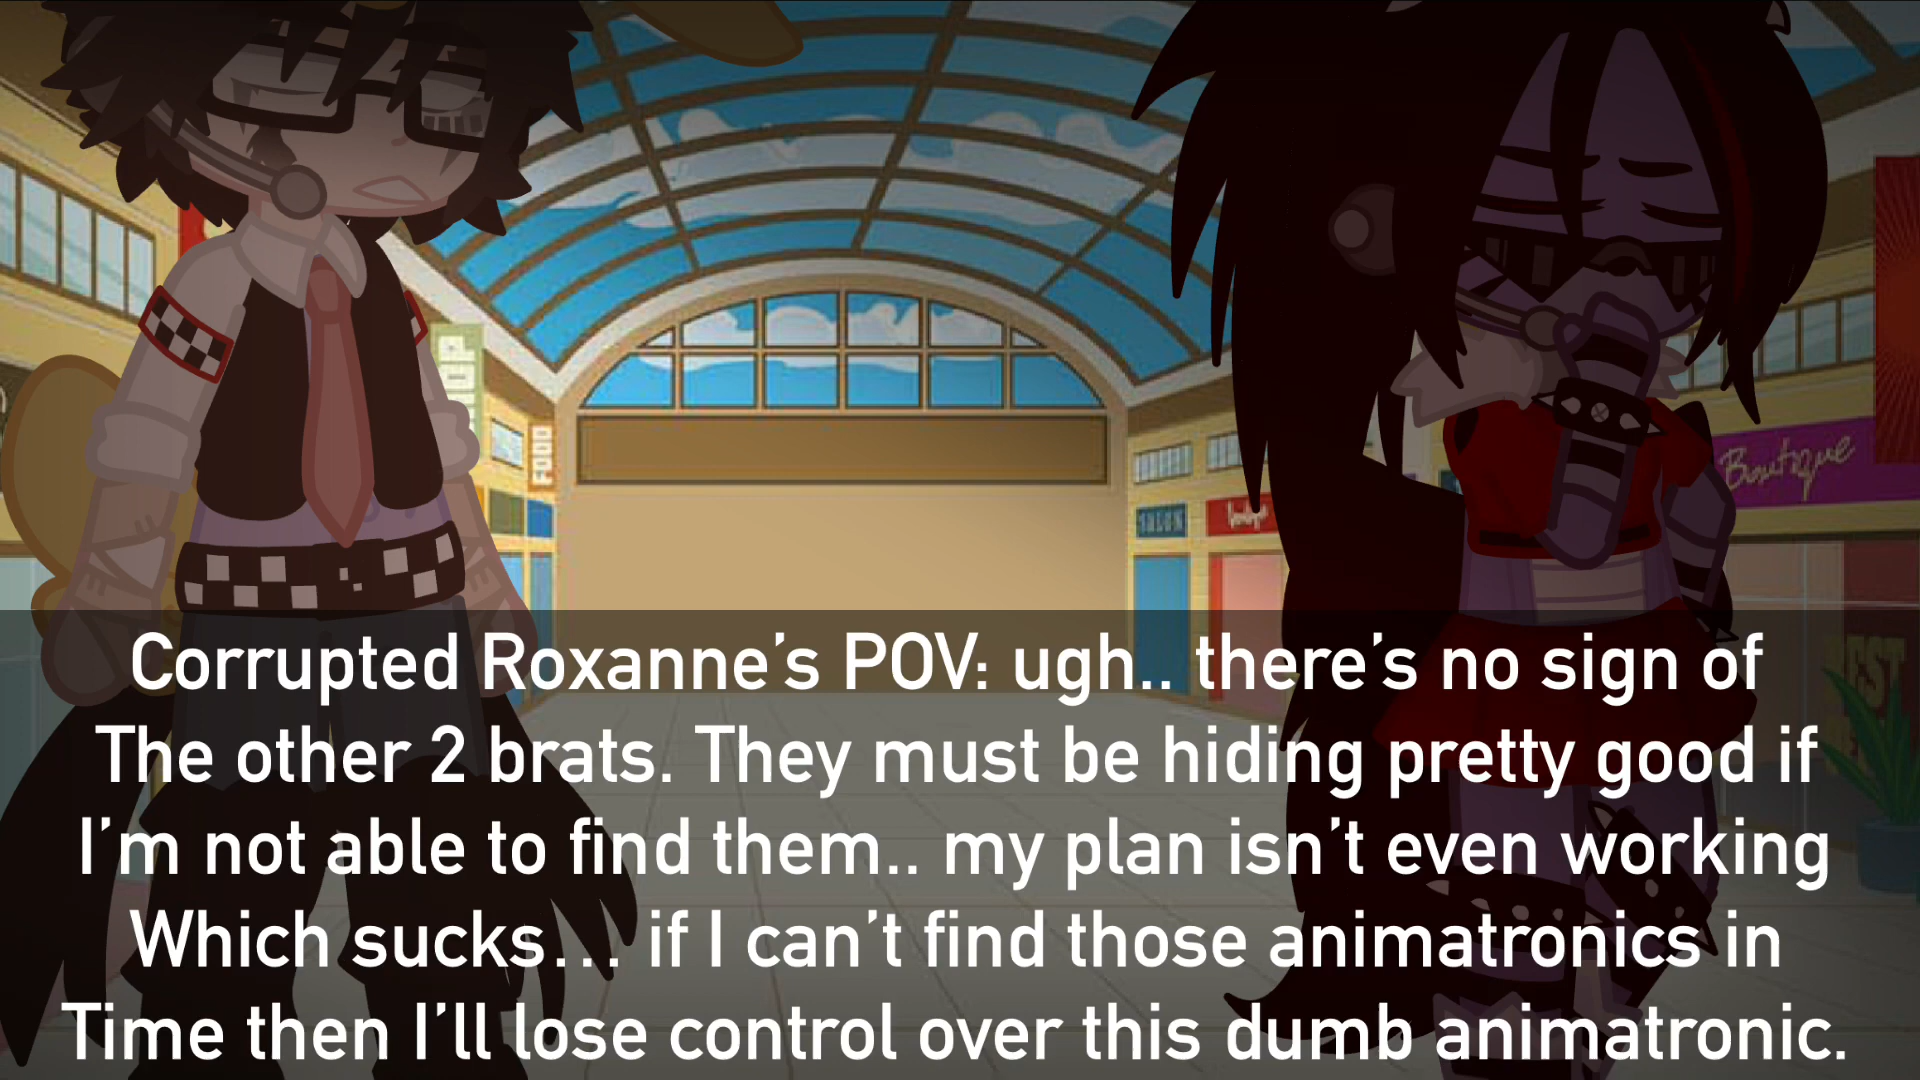 Corrupted Roxanne's POV: ugh.. there's no sign of
The other 2 brats. They must be hiding pretty good if
I'm not able to find them.. my plan isn't even working
Which sucks... if I can't find those animatronics in
Time then I'll lose control over this dumb animatronic.
FOOD
Boutique